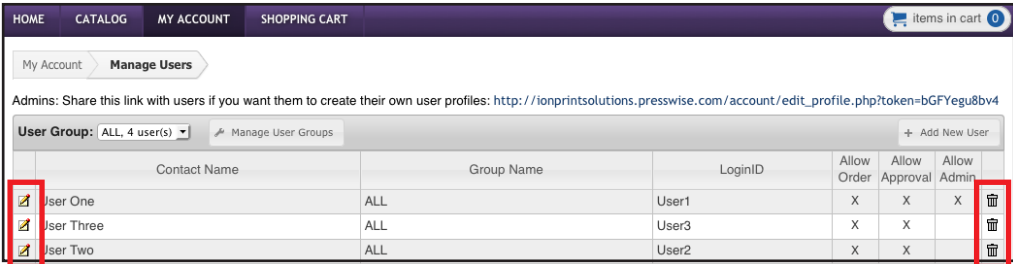 HOME CATALOG MY ACCOUNT SHOPPING CART items in cart 0
My Account Manage Users
Admins: Share this link with users if you want them to create their own user profiles: http://ionprintsolutions.presswise.com/account/edit_profile.php?token=bGFYegu8bv4
User Group: ALL, 4 user(s) Manage User Groups + Add New User
Contact Name Group Name LoginID Allow Order Allow Approval Allow Admin
User One ALL User1 X X X
User Three ALL User3 X X
User Two ALL User2 X X